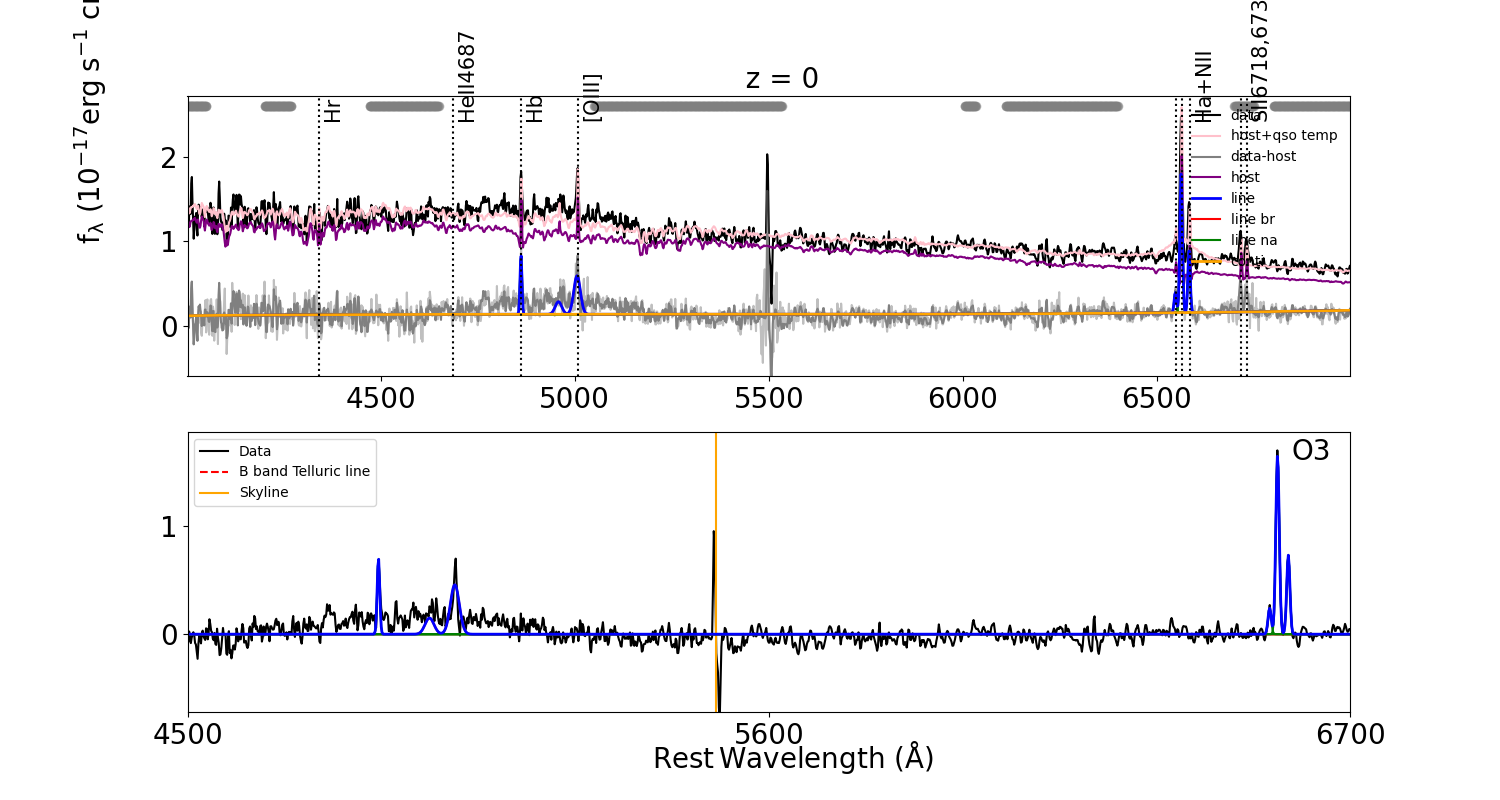 z = 0
Hr
HeII4687
Hb
[OIII]
Ha+NII
SII6718,673
data
host+qso temp
data-host
host
line
line br
line na
conti
f_λ (10⁻¹⁷ erg s⁻¹ c
2
1
0
4500
5000
5500
6000
6500
Data
B band Telluric line
Skyline
O3
1
0
4500
5600
6700
Rest Wavelength (Å)